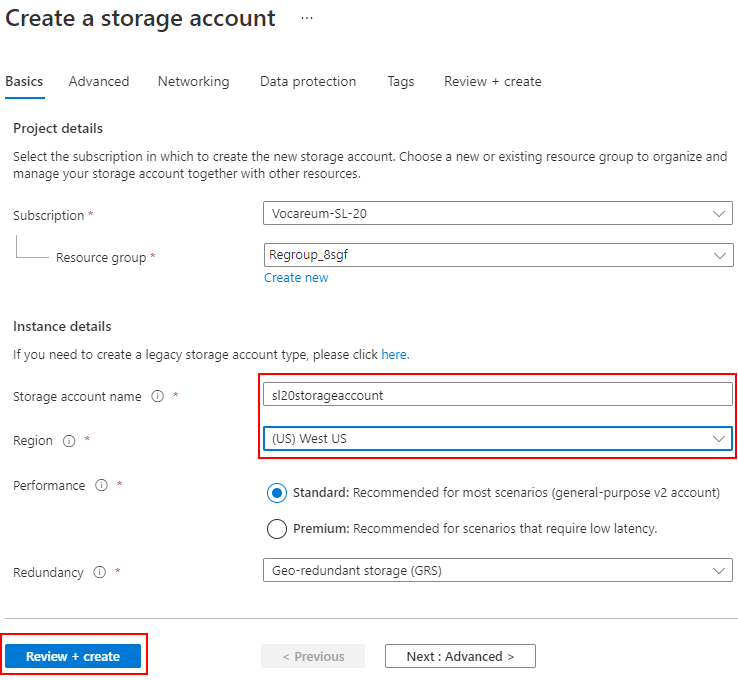 Create a storage account ...
Basics Advanced Networking Data protection Tags Review + create
Project details
Select the subscription in which to create the new storage account. Choose a new or existing resource group to organize and
manage your storage account together with other resources.
Subscription * Vocareum-SL-20
Resource group * Regroup_8sgf
Create new
Instance details
If you need to create a legacy storage account type, please click here.
Storage account name * sl20storageaccount
Region * (US) West US
Performance * Standard: Recommended for most scenarios (general-purpose v2 account)
Premium: Recommended for scenarios that require low latency.
Redundancy * Geo-redundant storage (GRS)
Review + create < Previous Next : Advanced >